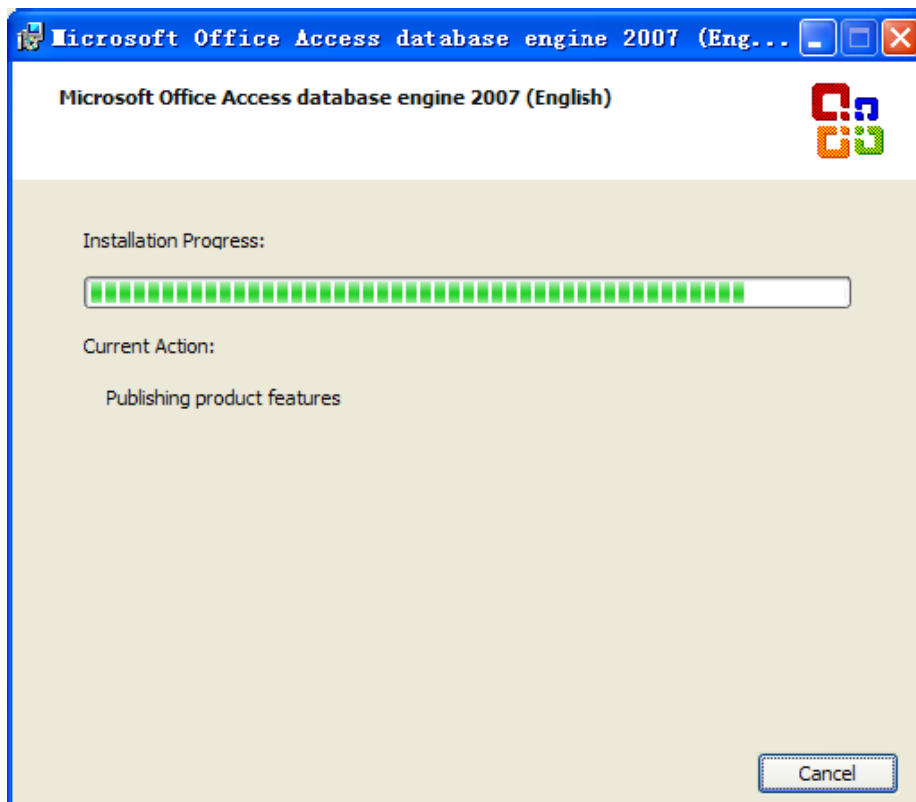 Microsoft Office Access database engine 2007 (Eng...
Microsoft Office Access database engine 2007 (English)
Installation Progress:
Current Action:
Publishing product features
Cancel